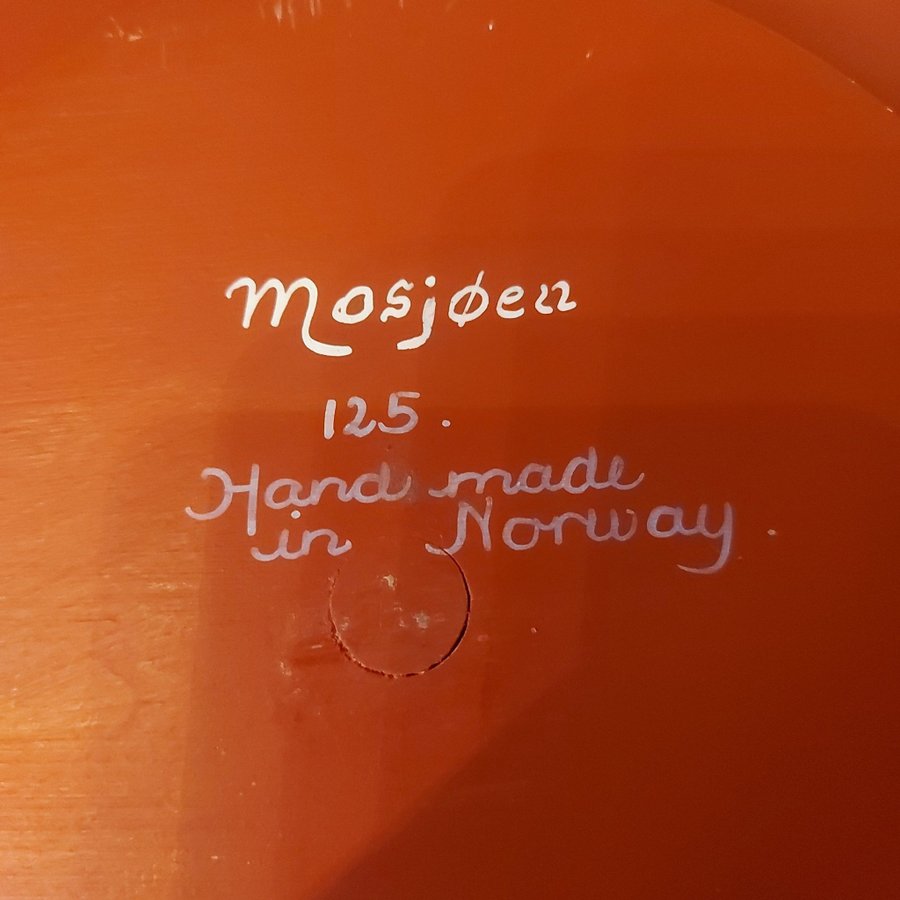 Mosjøen
125.
Hand made
in Norway.